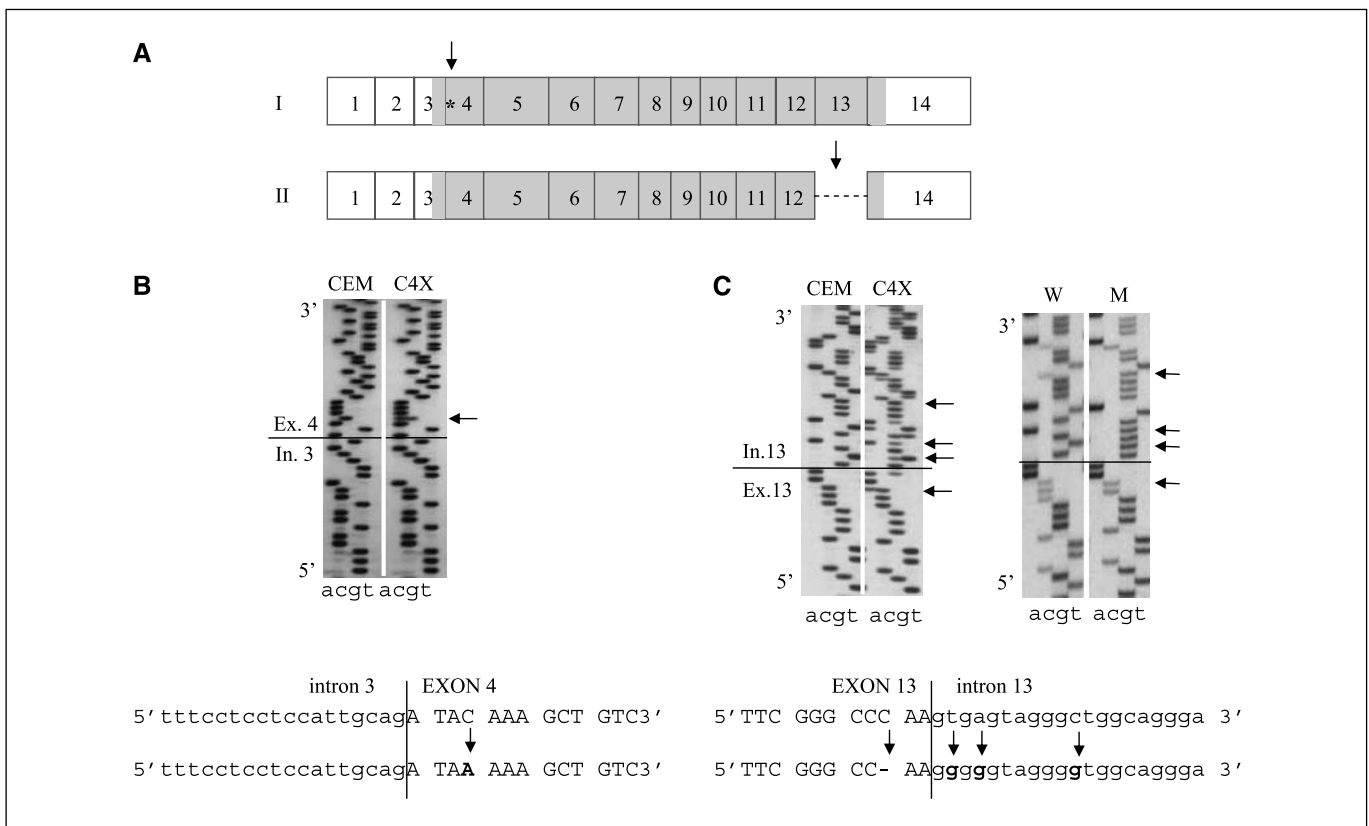 A
I 1 2 3 * 4 5 6 7 8 9 10 11 12 13 14
II 1 2 3 4 5 6 7 8 9 10 11 12 14
B
CEM C4X
3’
Ex. 4
In. 3
5’
acgt acgt
intron 3 EXON 4
5’tttcctcctccattgcagA TAC AAA GCT GTC3’
5’tttcctcctccattgcagA TAA AAA GCT GTC3’
C
CEM C4X
3’
In.13
Ex.13
5’
acgt acgt
W M
3’
5’
acgt acgt
EXON 13 intron 13
5’TTC GGG CCC AAgtgagtagggctggcaggga 3’
5’TTC GGG CC- AAggggtaggggtggcaggga 3’